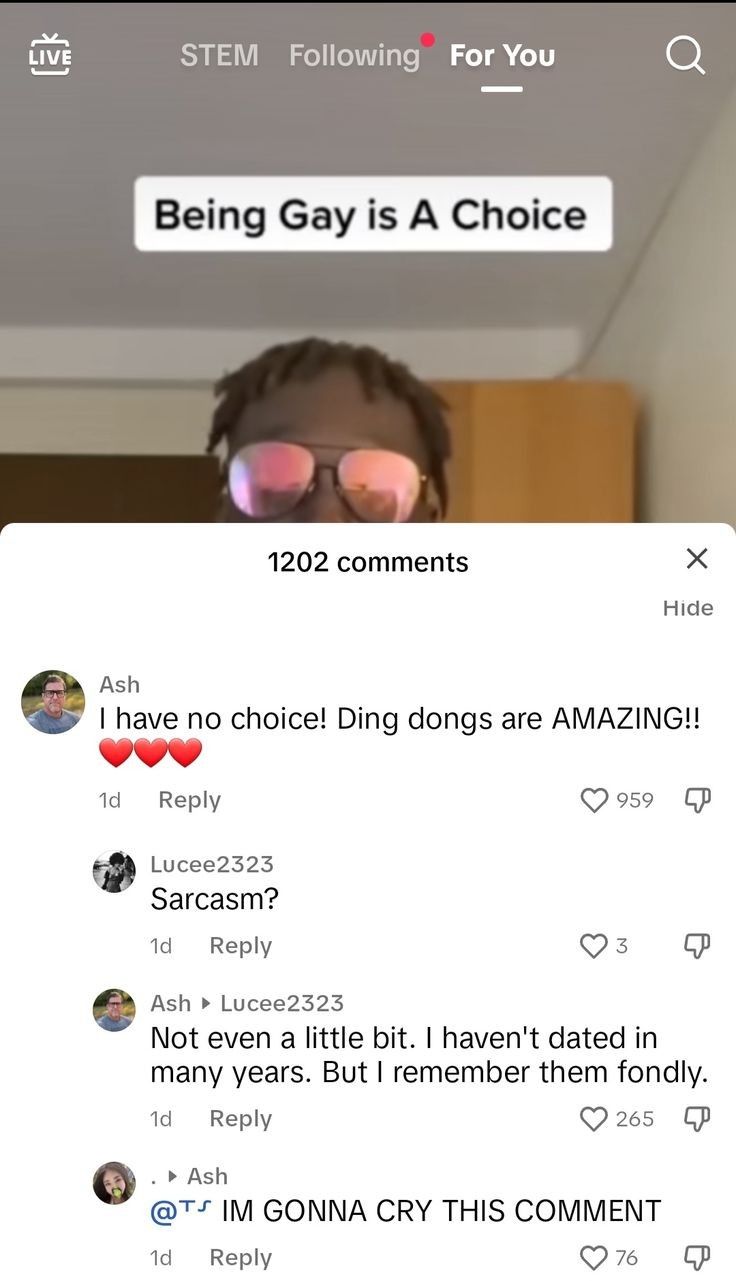 LIVE
STEM Following For You
Being Gay is A Choice
1202 comments
Hide
Ash
I have no choice! Ding dongs are AMAZING!!
❤️❤️❤️
1d Reply 959
Lucee2323
Sarcasm?
1d Reply 3
Ash ▸ Lucee2323
Not even a little bit. I haven't dated in
many years. But I remember them fondly.
1d Reply 265
. ▸ Ash
@ IM GONNA CRY THIS COMMENT
1d Reply 76